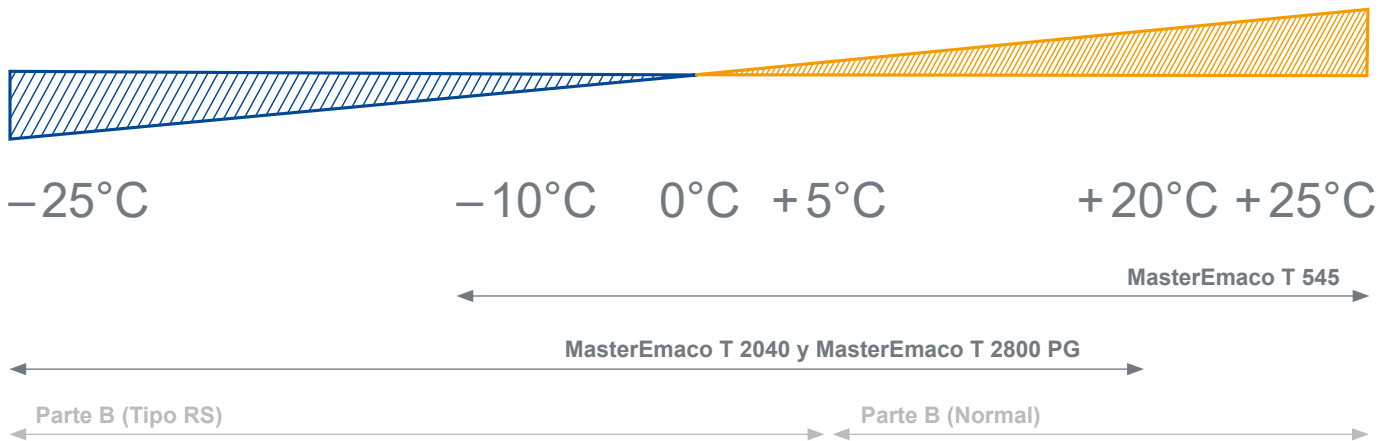 –25°C –10°C 0°C +5°C +20°C +25°C
MasterEmaco T 545
MasterEmaco T 2040 y MasterEmaco T 2800 PG
Parte B (Tipo RS) Parte B (Normal)